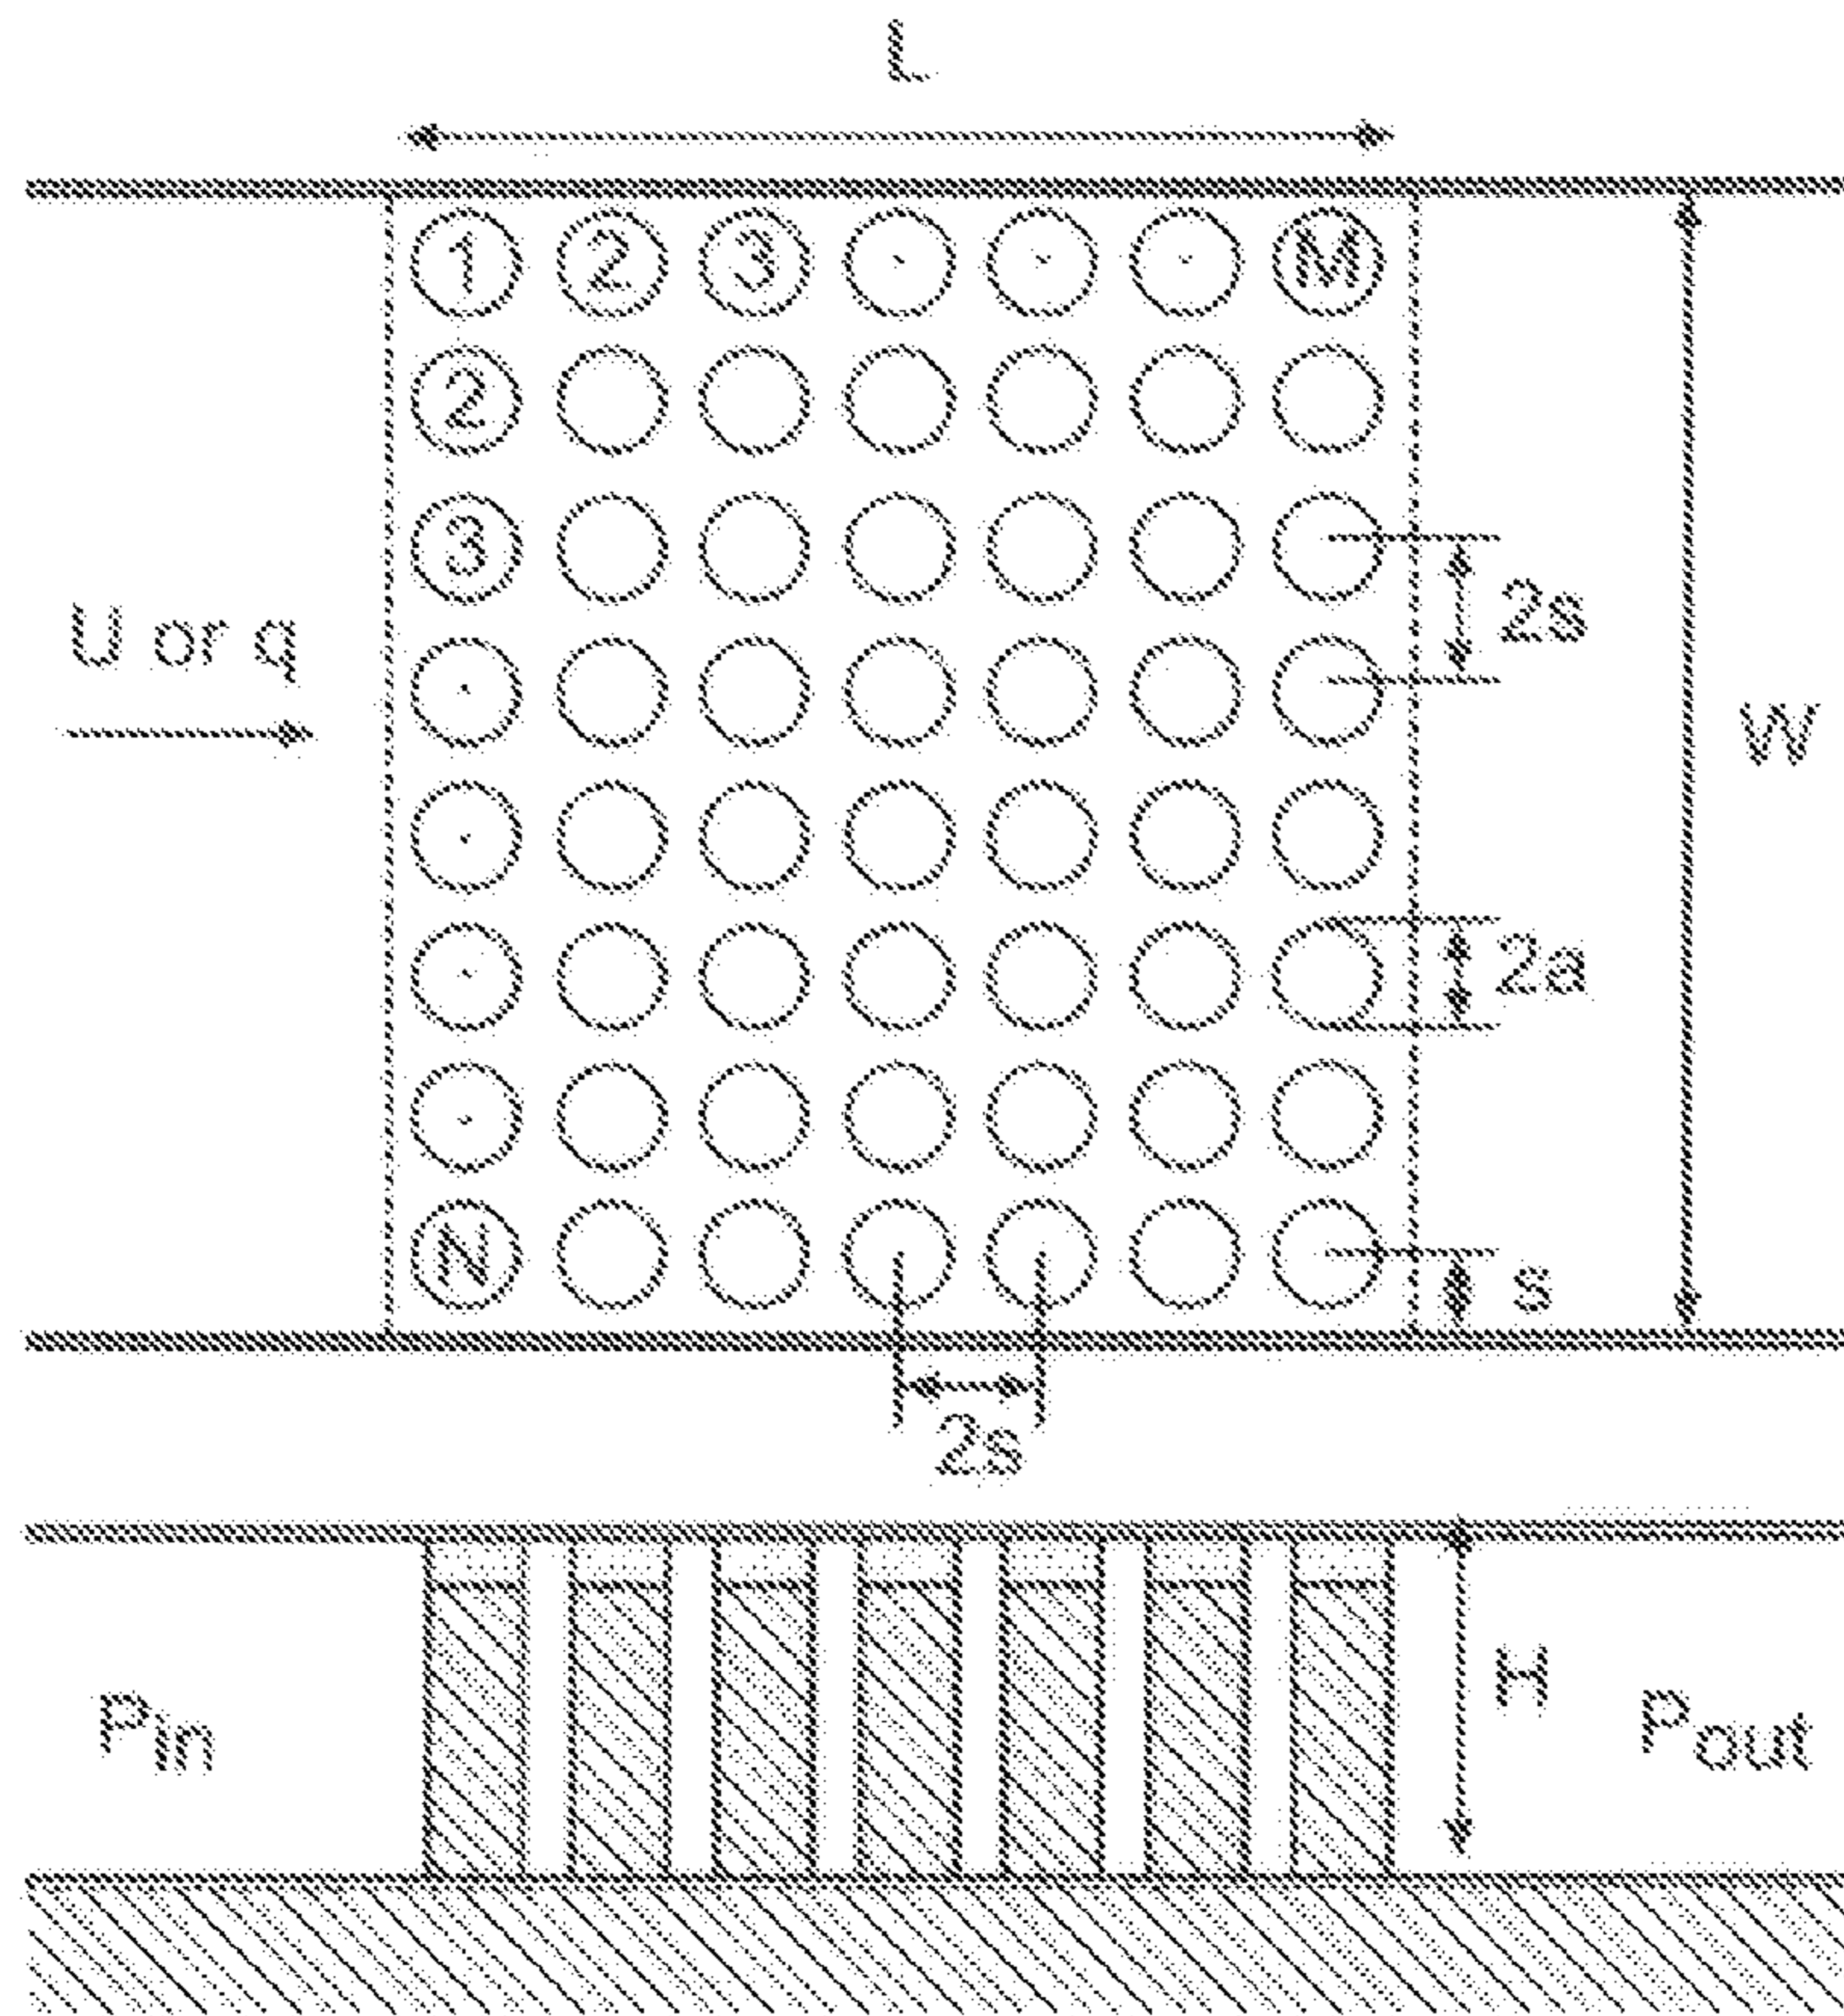 L
1 2 3 . . . M
2
3
2s
U or q
W
2a
N
s
2s
H
Pin
Pout